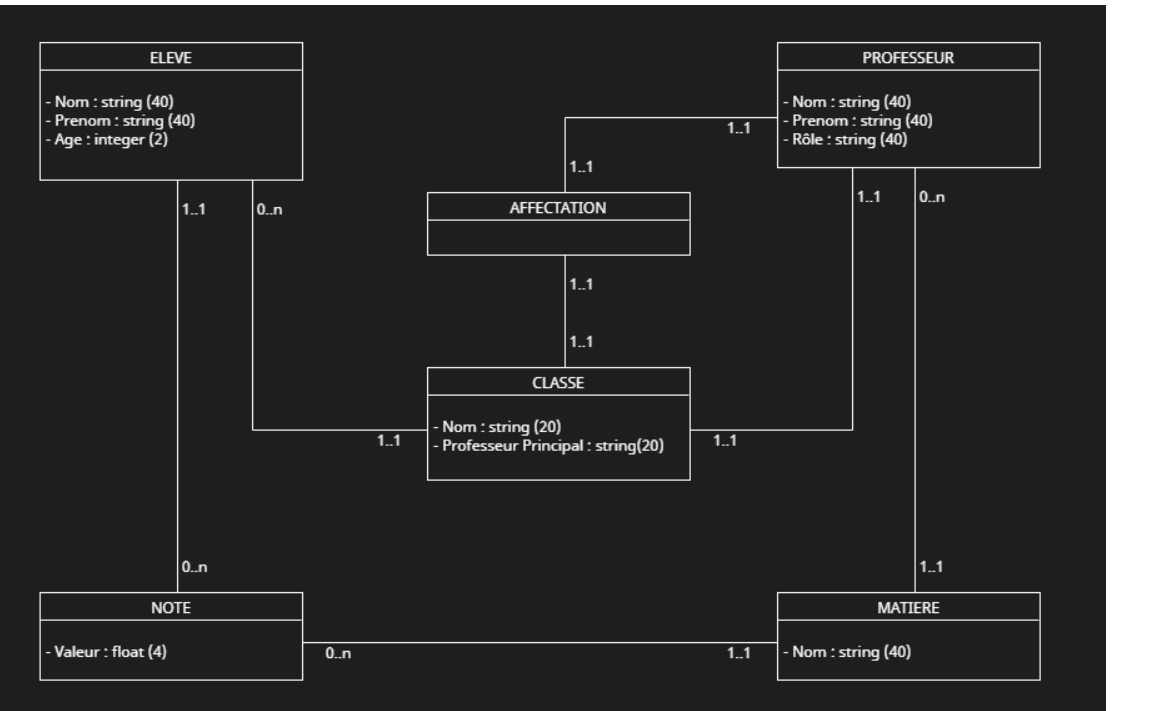 ELEVE
- Nom : string (40)
- Prenom : string (40)
- Age : integer (2)
PROFESSEUR
- Nom : string (40)
- Prenom : string (40)
- Rôle : string (40)
1..1
1..1
1..1
0..n
1..1
0..n
AFFECTATION
1..1
1..1
CLASSE
- Nom : string (20)
- Professeur Principal : string(20)
1..1
1..1
0..n
1..1
NOTE
- Valeur : float (4)
0..n
1..1
MATIERE
- Nom : string (40)